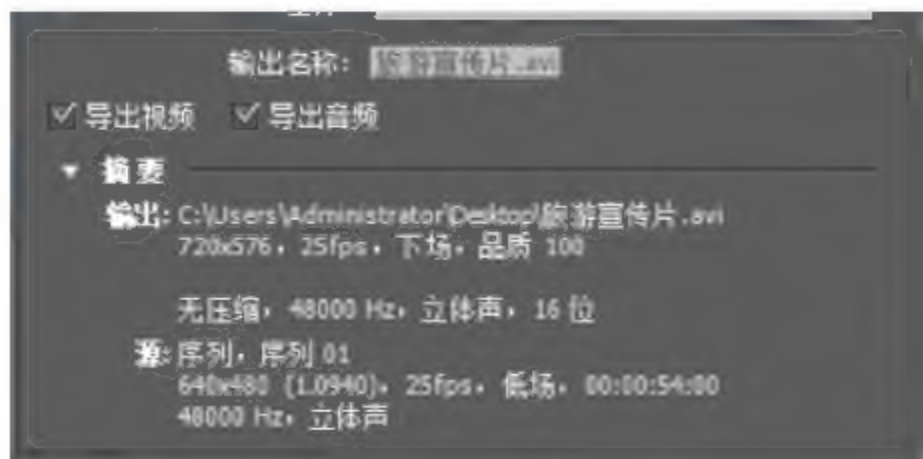 输出名称: 旅游宣传片.avi
导出视频 导出音频
摘要
输出: C:\Users\Administrator\Desktop\旅游宣传片.avi
720x576, 25fps, 下场, 品质 100
无压缩, 48000 Hz, 立体声, 16 位
源: 序列, 序列 01
640x480 (1.0940), 25fps, 低场, 00:00:54:00
48000 Hz, 立体声